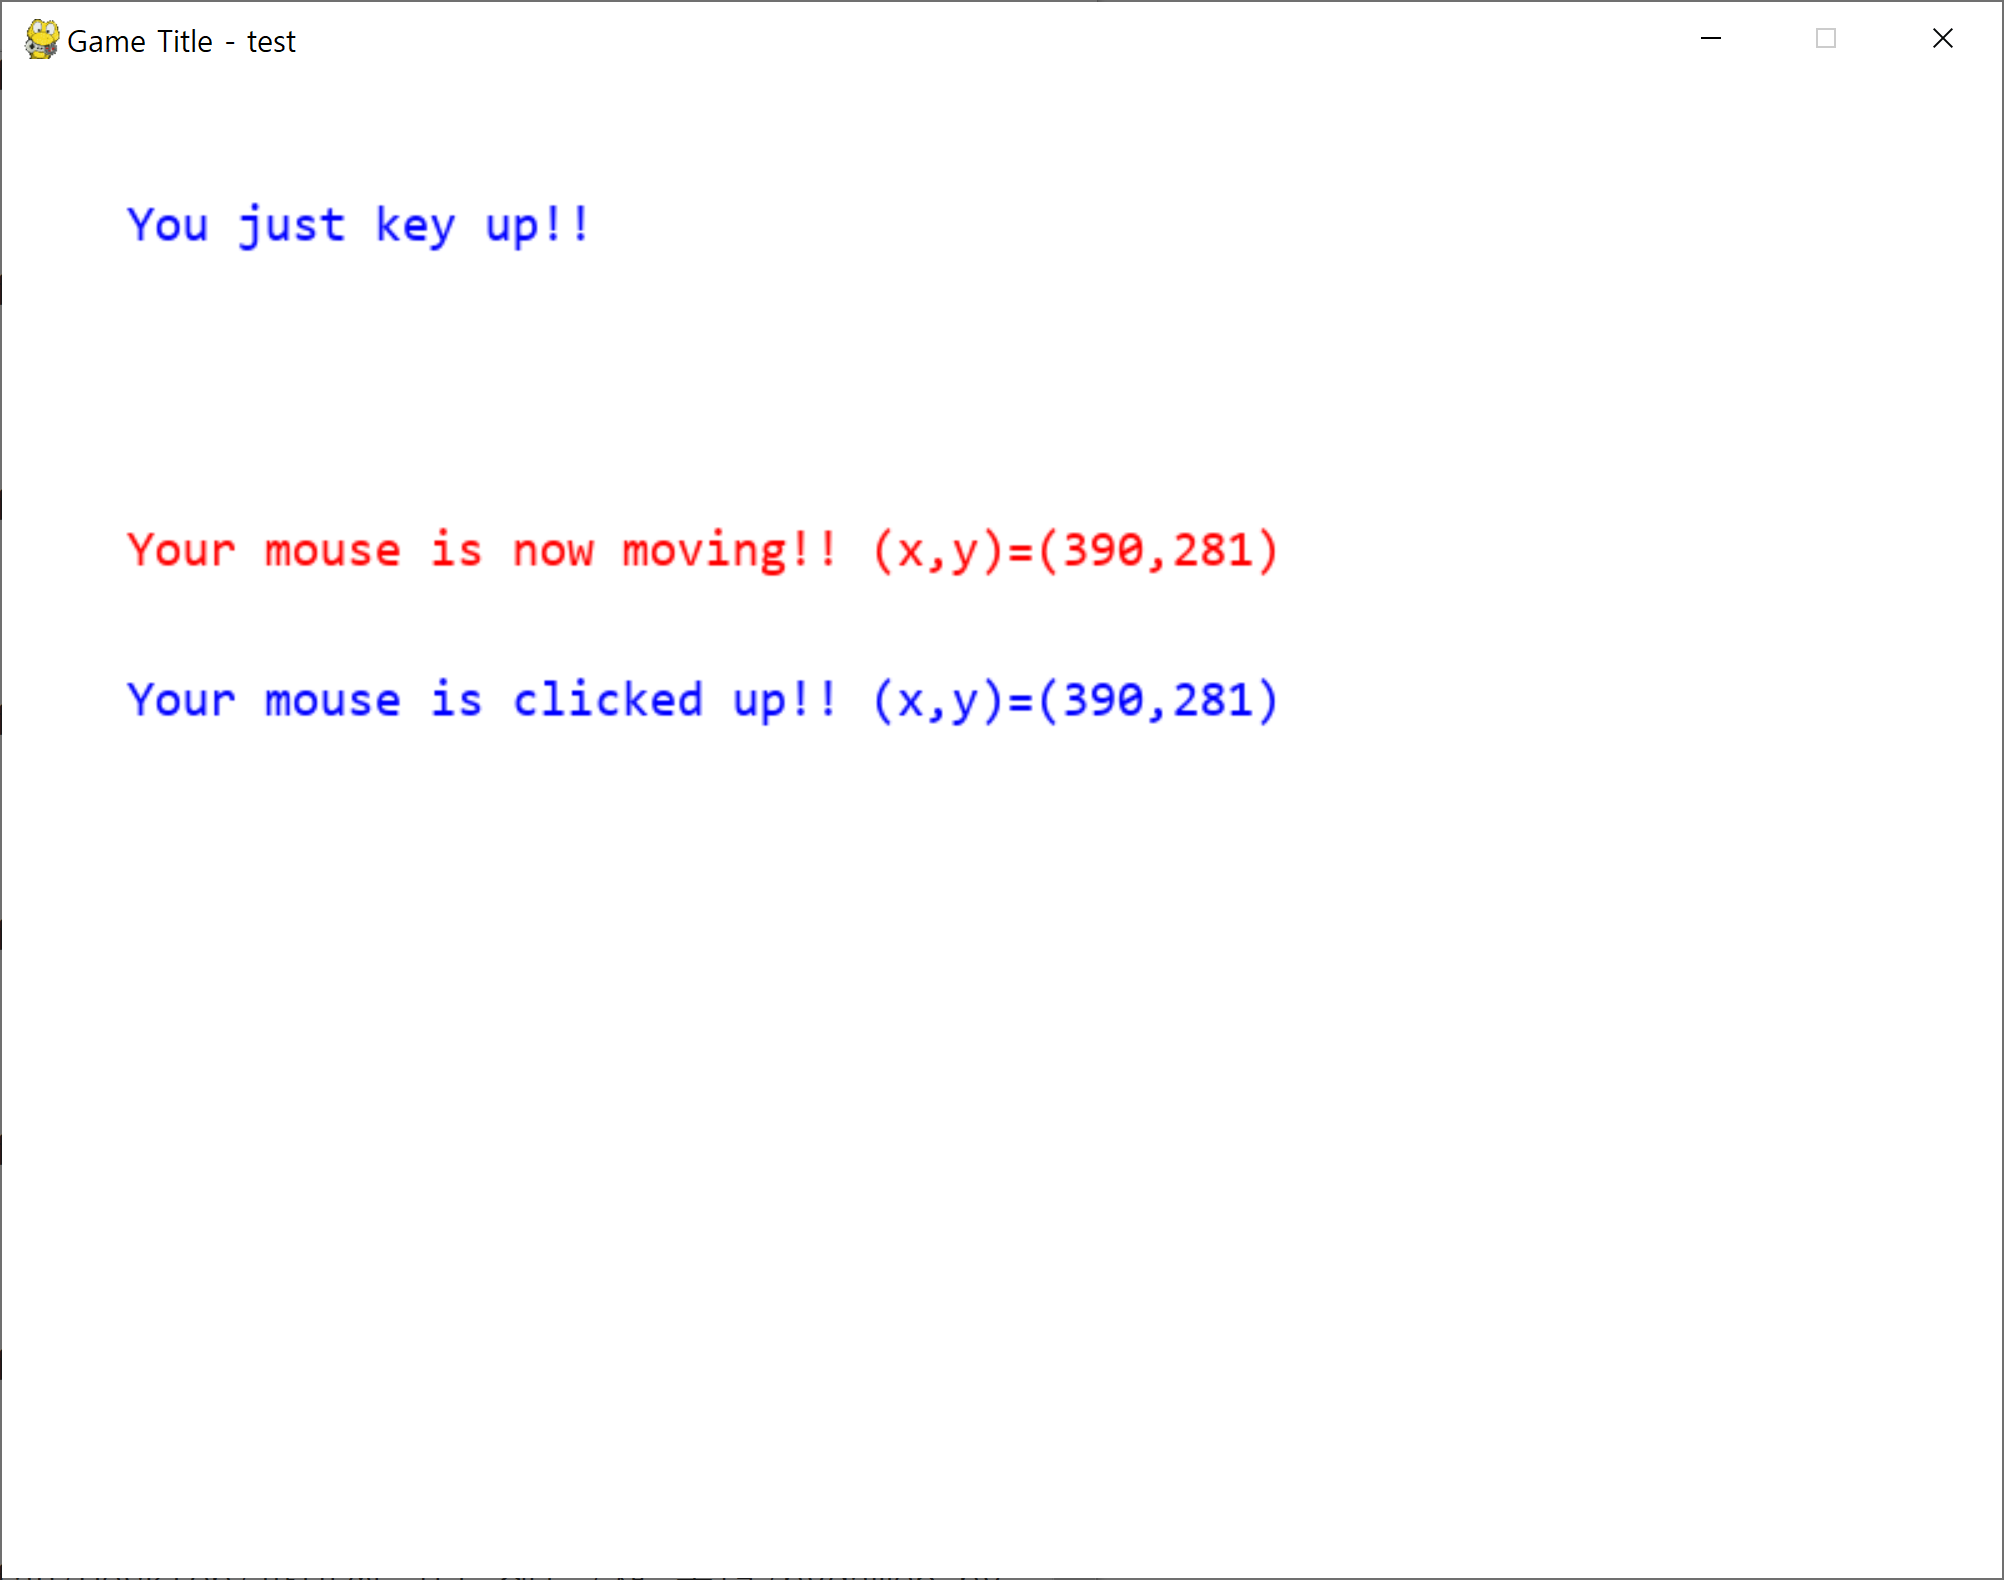 Game Title - test
You just key up!!
Your mouse is now moving!! (x,y)=(390,281)
Your mouse is clicked up!! (x,y)=(390,281)